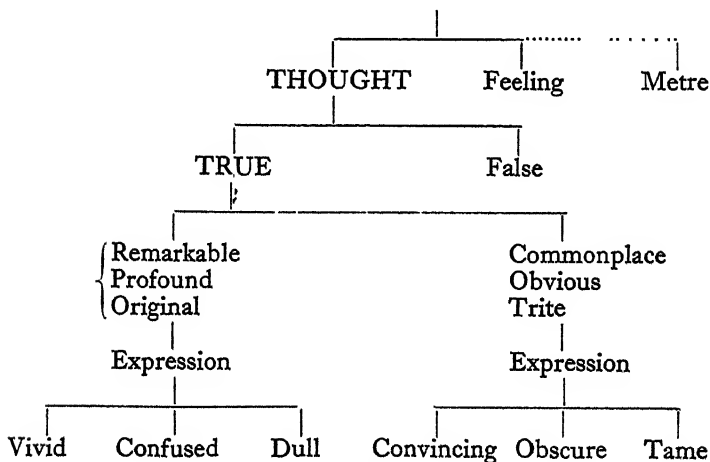 THOUGHT Feeling Metre
TRUE False
Remarkable Commonplace
Profound Obvious
Original Trite
Expression Expression
Vivid Confused Dull Convincing Obscure Tame